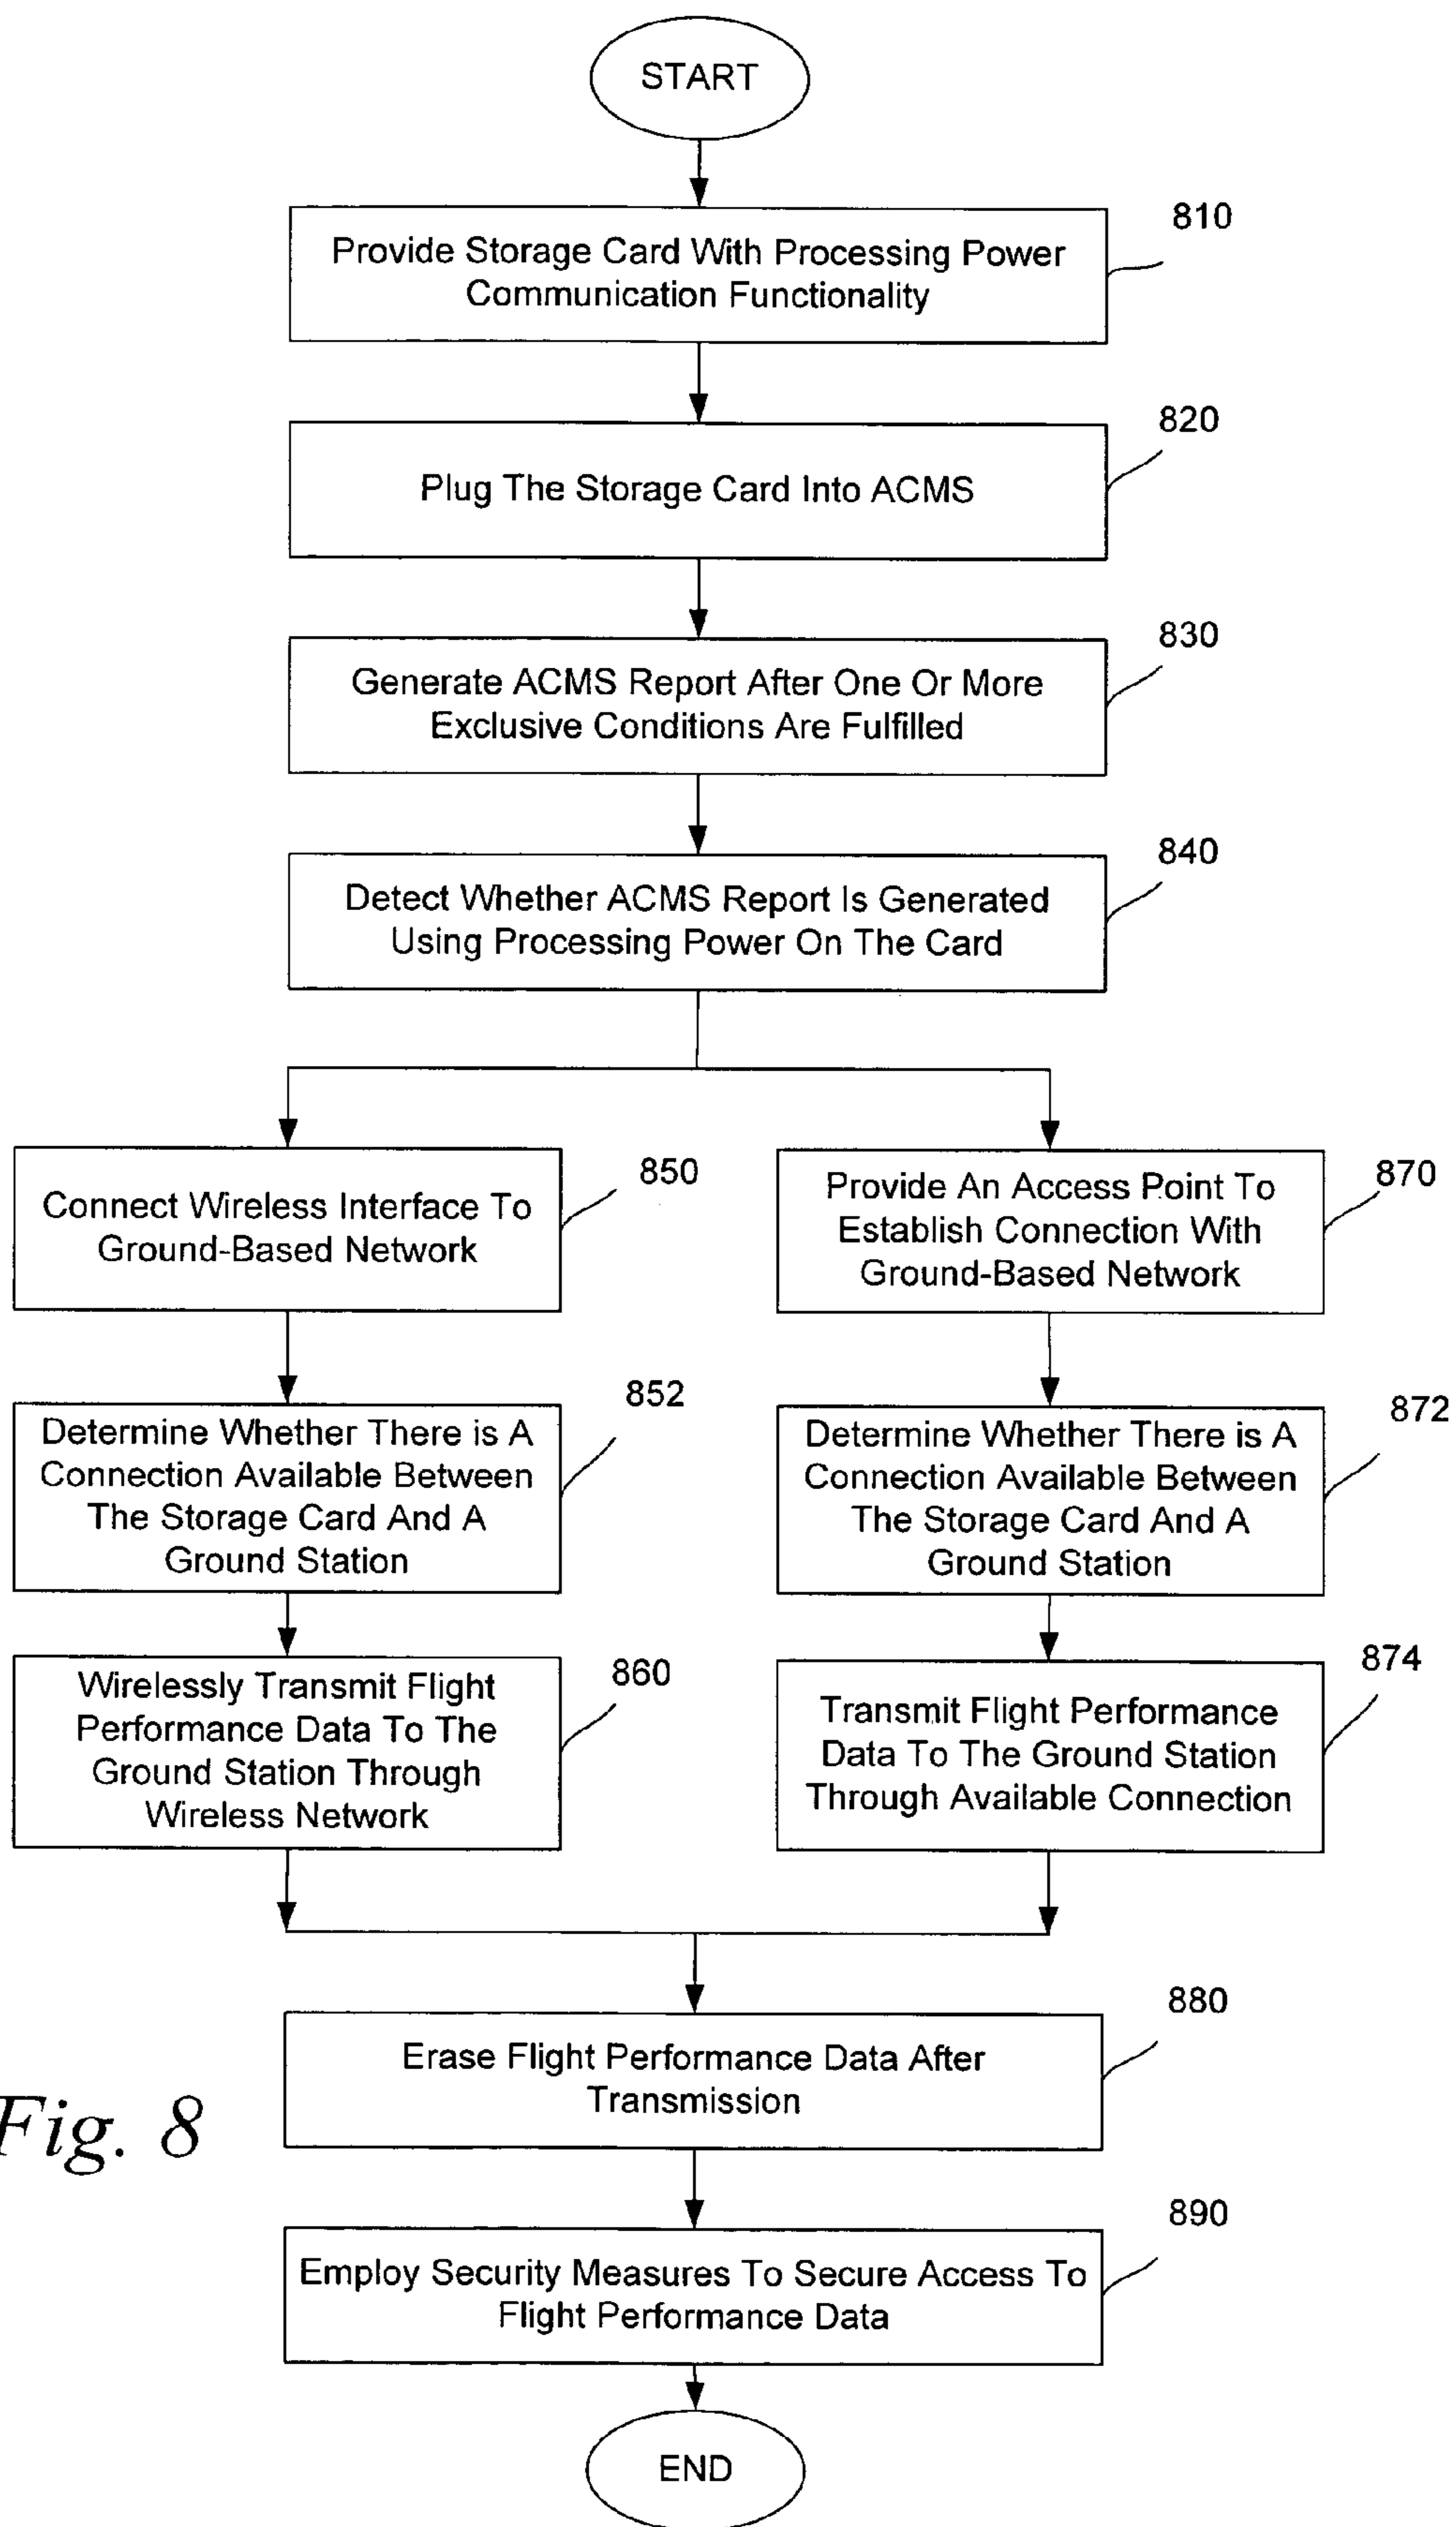 START
810
Provide Storage Card With Processing Power
Communication Functionality
820
Plug The Storage Card Into ACMS
830
Generate ACMS Report After One Or More
Exclusive Conditions Are Fulfilled
840
Detect Whether ACMS Report Is Generated
Using Processing Power On The Card
850
Connect Wireless Interface To
Ground-Based Network
852
Determine Whether There is A
Connection Available Between
The Storage Card And A
Ground Station
860
Wirelessly Transmit Flight
Performance Data To The
Ground Station Through
Wireless Network
870
Provide An Access Point To
Establish Connection With
Ground-Based Network
872
Determine Whether There is A
Connection Available Between
The Storage Card And A
Ground Station
874
Transmit Flight Performance
Data To The Ground Station
Through Available Connection
880
Erase Flight Performance Data After
Transmission
Fig. 8
890
Employ Security Measures To Secure Access To
Flight Performance Data
END